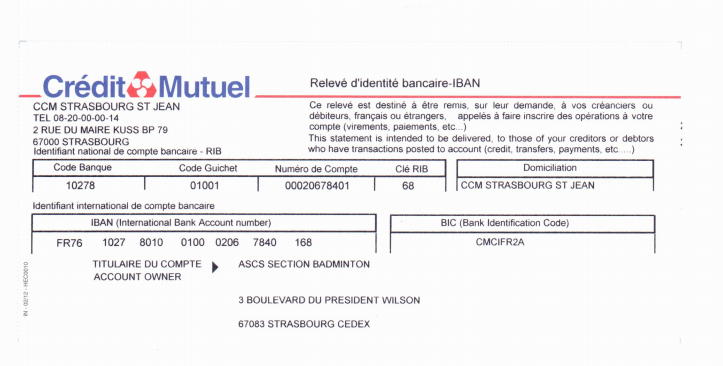 Crédit Mutuel
Relevé d'identité bancaire-IBAN
CCM STRASBOURG ST JEAN
TEL 08-20-00-00-14
2 RUE DU MAIRE KUSS BP 79
67000 STRASBOURG
Ce relevé est destiné à être remis, sur leur demande, à vos créanciers ou
débiteurs, français ou étrangers, appelés à faire inscrire des opérations à votre
compte (virements, paiements, etc...)
This statement is intended to be delivered, to those of your creditors or debtors
who have transactions posted to account (credit, transfers, payments, etc.....)
Identifiant national de compte bancaire - RIB
Code Banque Code Guichet Numéro de Compte Clé RIB Domiciliation
10278 01001 00020678401 68 CCM STRASBOURG ST JEAN
Identifiant international de compte bancaire
IBAN (International Bank Account number) BIC (Bank Identification Code)
FR76 1027 8010 0100 0206 7840 168 CMCIFR2A
TITULAIRE DU COMPTE ASCS SECTION BADMINTON
ACCOUNT OWNER
3 BOULEVARD DU PRESIDENT WILSON
67083 STRASBOURG CEDEX
IN - 02/12 - HEC0010